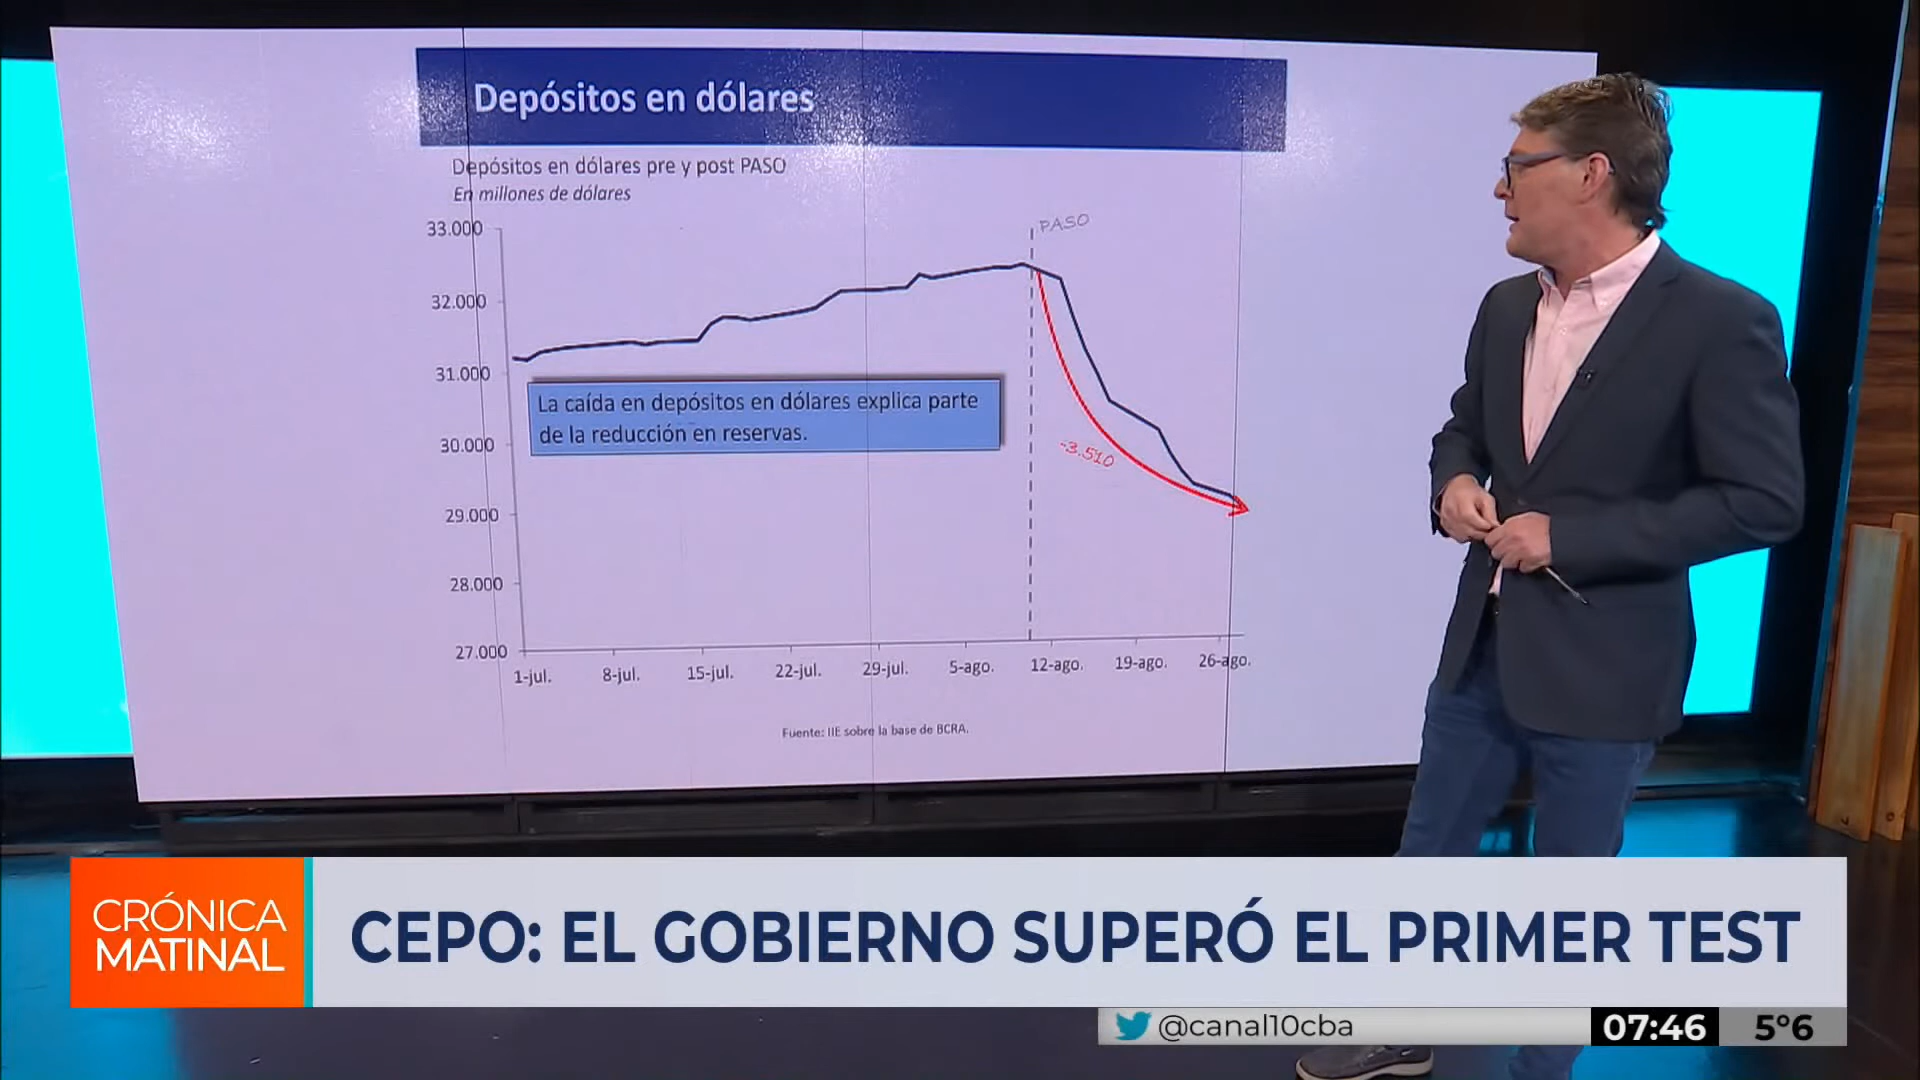 Depósitos en dólares
Depósitos en dólares pre y post PASO
En millones de dólares
33.000
32.000
31.000
30.000
29.000
28.000
27.000
PASO
-3.510
La caída en depósitos en dólares explica parte
de la reducción en reservas.
1-jul.
8-jul.
15-jul.
22-jul.
29-jul.
5-ago.
12-ago.
19-ago.
26-ago.
Fuente: IIE sobre la base de BCRA.
CRÓNICA
MATINAL
CEPO: EL GOBIERNO SUPERÓ EL PRIMER TEST
@canal10cba
07:46
5°6